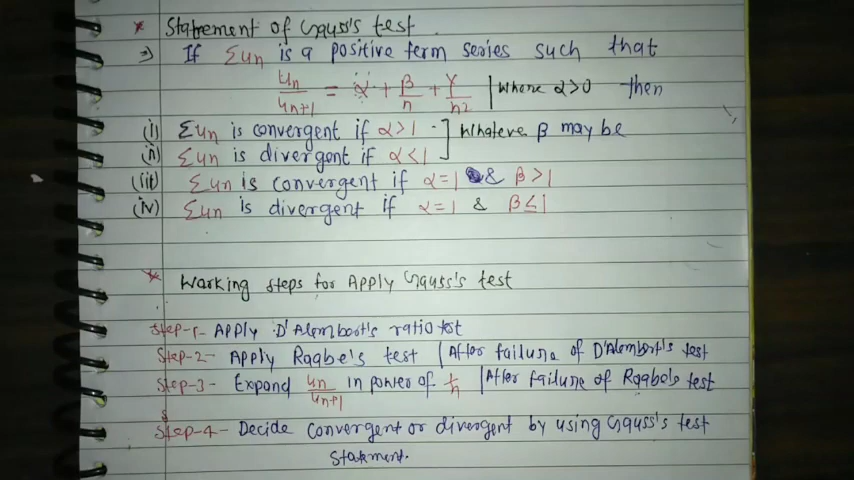 * Statement of Gauss's test.
⇒ If Σun is a positive term series such that
un/un+1 = α + β/n + γ/n2 | Where α>0 then
(i) Σun is convergent if α>1 ] Whateve β may be
(ii) Σun is divergent if α<1
(iii) Σun is convergent if α=1 & β>1
(iv) Σun is divergent if α=1 & β≤1
* Working steps for Apply Gauss's test
Step-1- Apply D'Alembert's ratio test
Step-2- Apply Raabe's test | After failure of D'Alembert's test
Step-3- Expand un/un+1 in power of 1/n | After failure of Raabe's test
Step-4- Decide convergent or divergent by using Gauss's test
Statment.